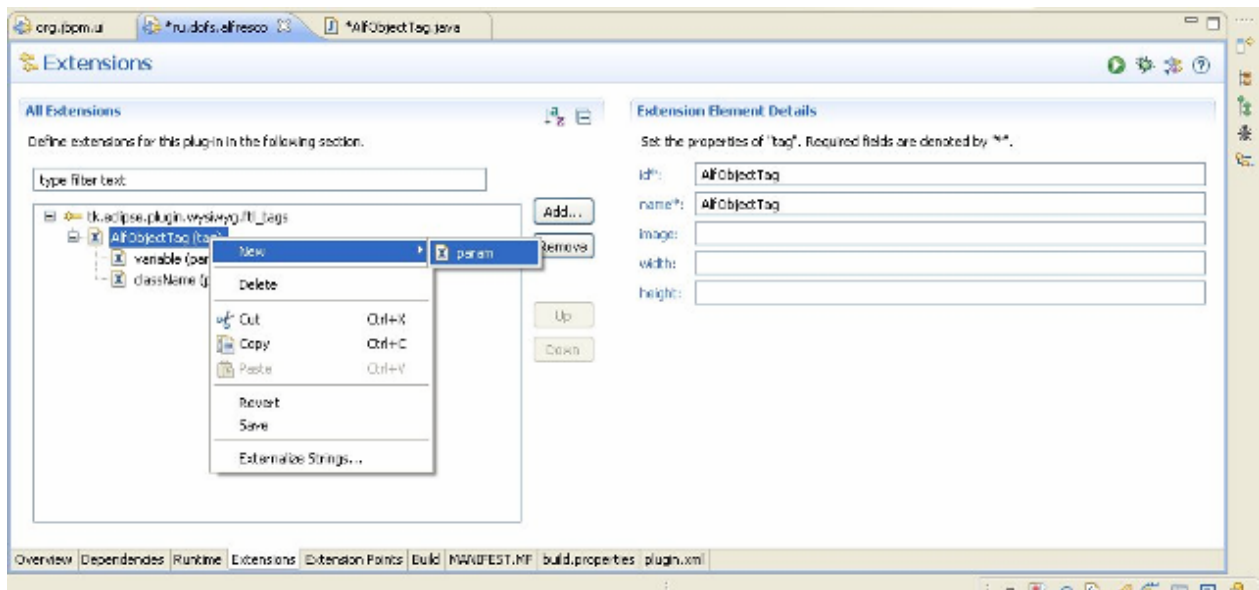 org.jbpm.ui *ru.dofs.alfresco *AlfObjectTag.java
Extensions
All Extensions
Define extensions for this plug-in in the following section.
type filter text
tk.eclipse.plugin.wysiwyg.ftl_tags
AlfObjectTag (tag)
variable (par
className (p
Add...
Remove
Up
Down
New
param
Delete
Cut Ctrl+X
Copy Ctrl+C
Paste Ctrl+V
Revert
Save
Externalize Strings...
Extension Element Details
Set the properties of "tag". Required fields are denoted by "*".
id*: AlfObjectTag
name*: AlfObjectTag
image:
width:
height:
Overview Dependencies Runtime Extensions Extension Points Build MANIFEST.MF build.properties plugin.xml